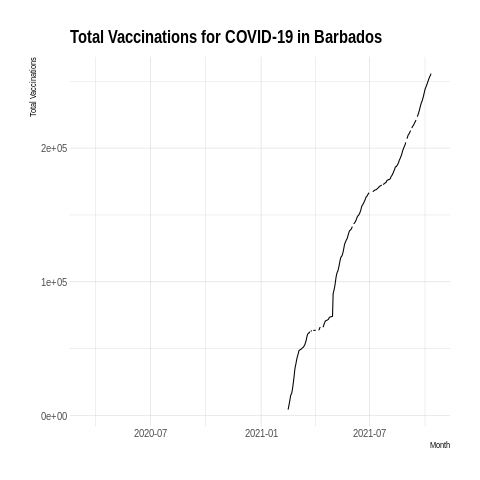 Total Vaccinations for COVID-19 in Barbados
Total Vaccinations
2e+05
1e+05
0e+00
2020-07
2021-01
2021-07
Month